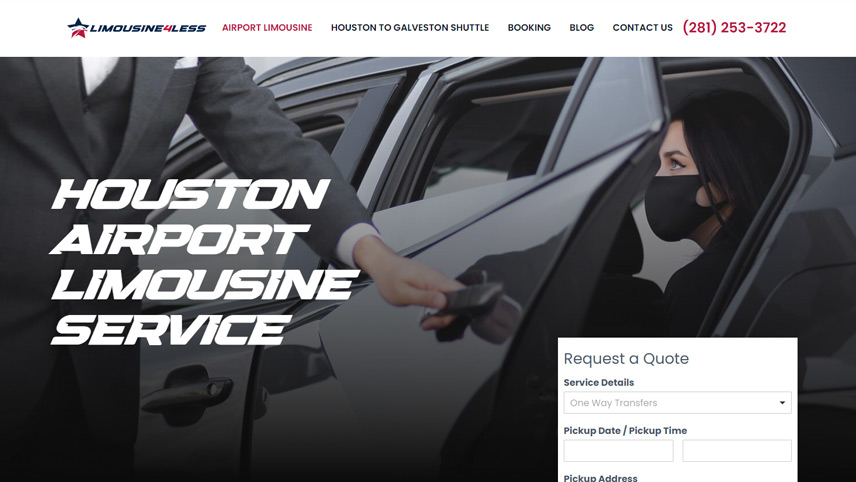 LIMOUSINE4LESS
AIRPORT LIMOUSINE
HOUSTON TO GALVESTON SHUTTLE
BOOKING
BLOG
CONTACT US
(281) 253-3722
HOUSTON
AIRPORT
LIMOUSINE
SERVICE
Request a Quote
Service Details
One Way Transfers
Pickup Date / Pickup Time
Pickup Address